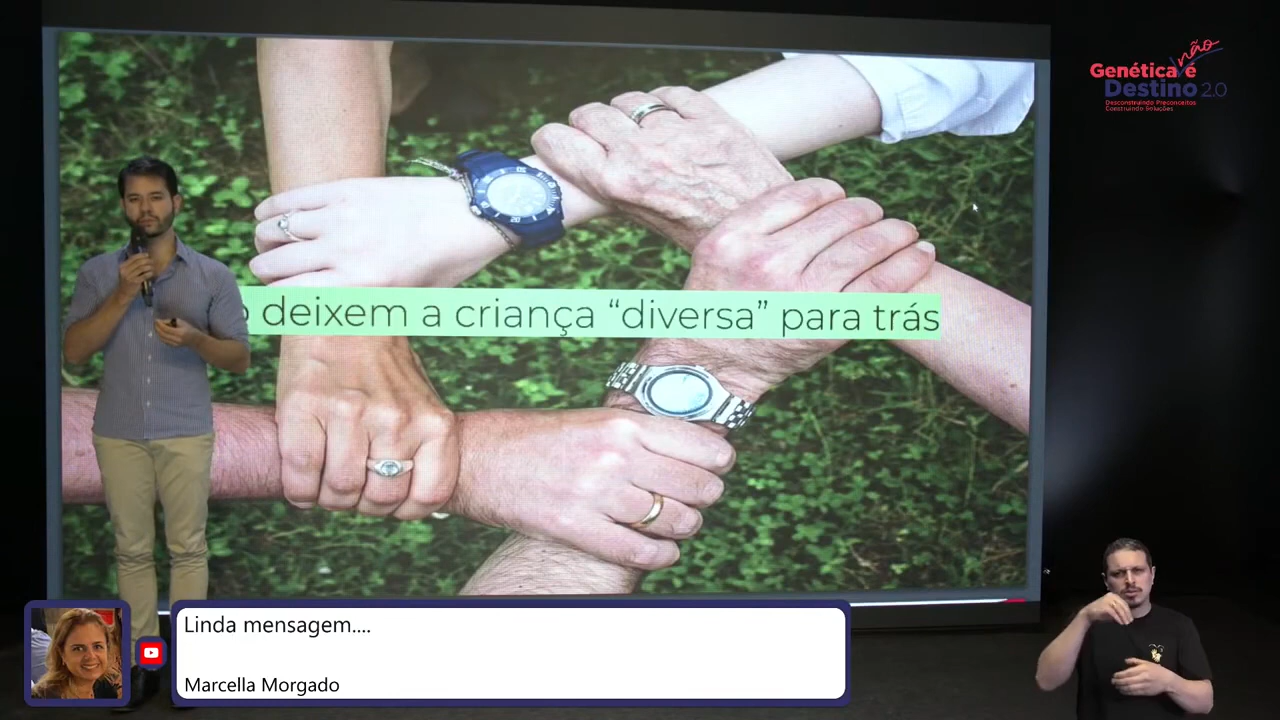 não
Genética é
Destino 2.0
Desconstruindo Preconceitos
Construindo Soluções
deixem a criança “diversa” para trás
Linda mensagem....
Marcella Morgado